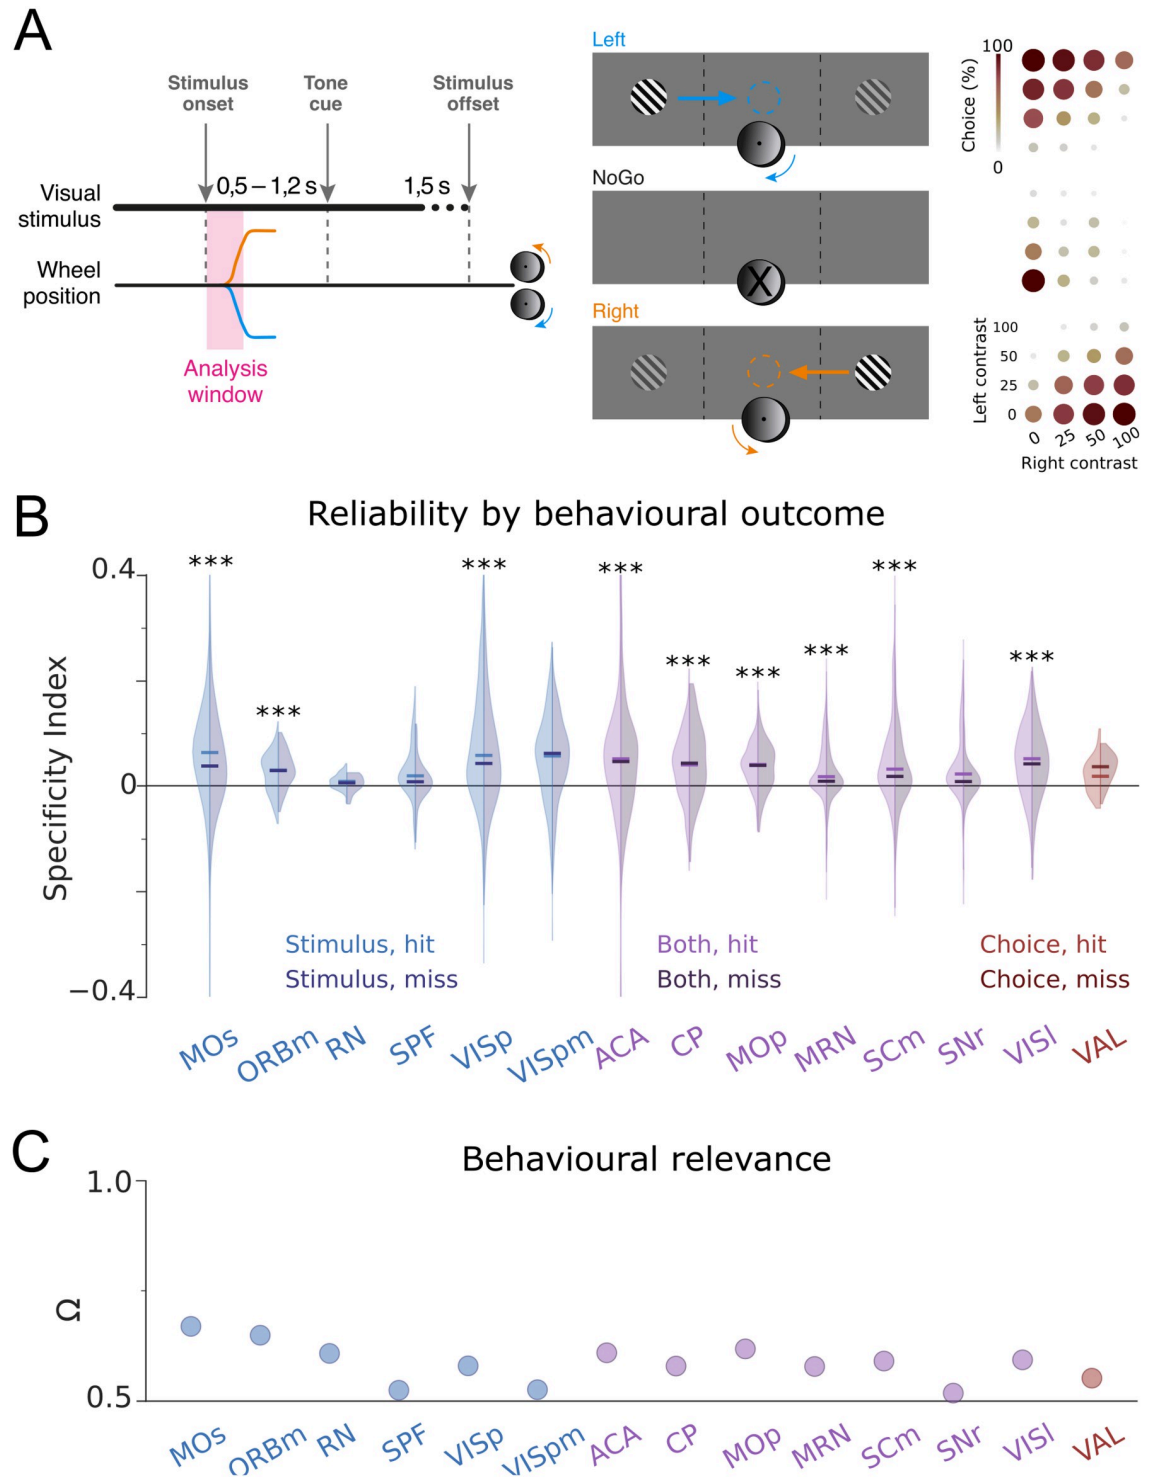 A
Stimulus
onset
Tone
cue
Stimulus
offset
0,5 – 1,2 s
1,5 s
Visual
stimulus
Wheel
position
Analysis
window
Left
NoGo
X
Right
100
Choice (%)
0
Left contrast
100
50
25
0
0
25
50
100
Right contrast
B
Reliability by behavioural outcome
Specificity Index
0.4
0
−0.4
***
***
***
***
***
***
***
***
***
Stimulus, hit
Stimulus, miss
Both, hit
Both, miss
Choice, hit
Choice, miss
MOs
ORBm
RN
SPF
VISp
VISpm
ACA
CP
MOp
MRN
SCm
SNr
VISl
VAL
C
Behavioural relevance
Ω
1.0
0.5
MOs
ORBm
RN
SPF
VISp
VISpm
ACA
CP
MOp
MRN
SCm
SNr
VISl
VAL